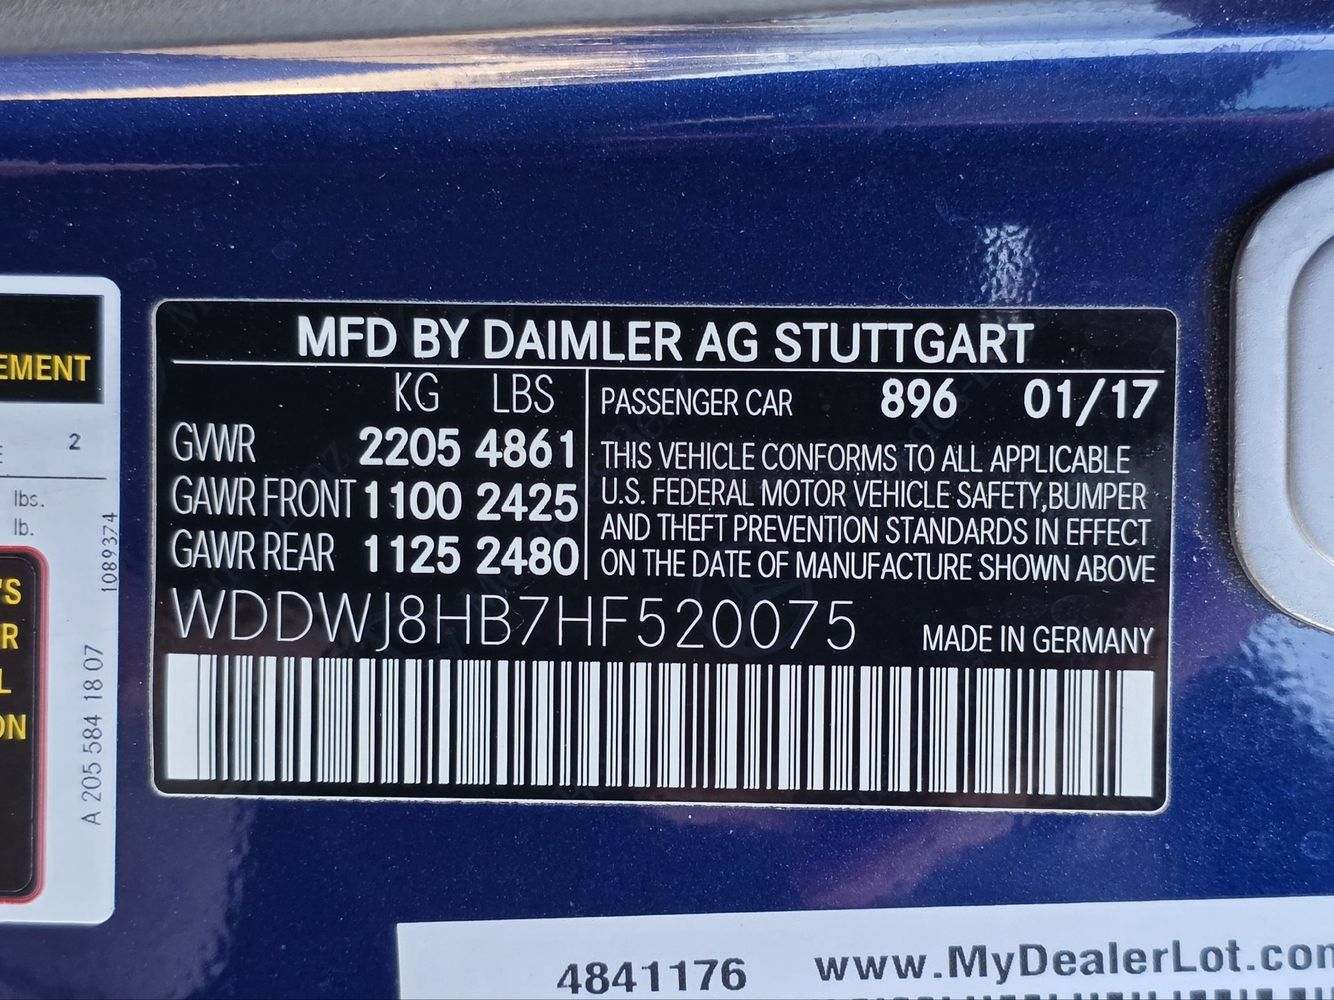 MFD BY DAIMLER AG STUTTGART
KG LBS
GVWR 2205 4861
GAWR FRONT 1100 2425
GAWR REAR 1125 2480
PASSENGER CAR 896 01/17
THIS VEHICLE CONFORMS TO ALL APPLICABLE
U.S. FEDERAL MOTOR VEHICLE SAFETY,BUMPER
AND THEFT PREVENTION STANDARDS IN EFFECT
ON THE DATE OF MANUFACTURE SHOWN ABOVE
WDDWJ8HB7HF520075
MADE IN GERMANY
EMENT
2
lbs.
lb.
'S
R
L
ON
A 205 584 18 07
1089374
4841176 www.MyDealerLot.com